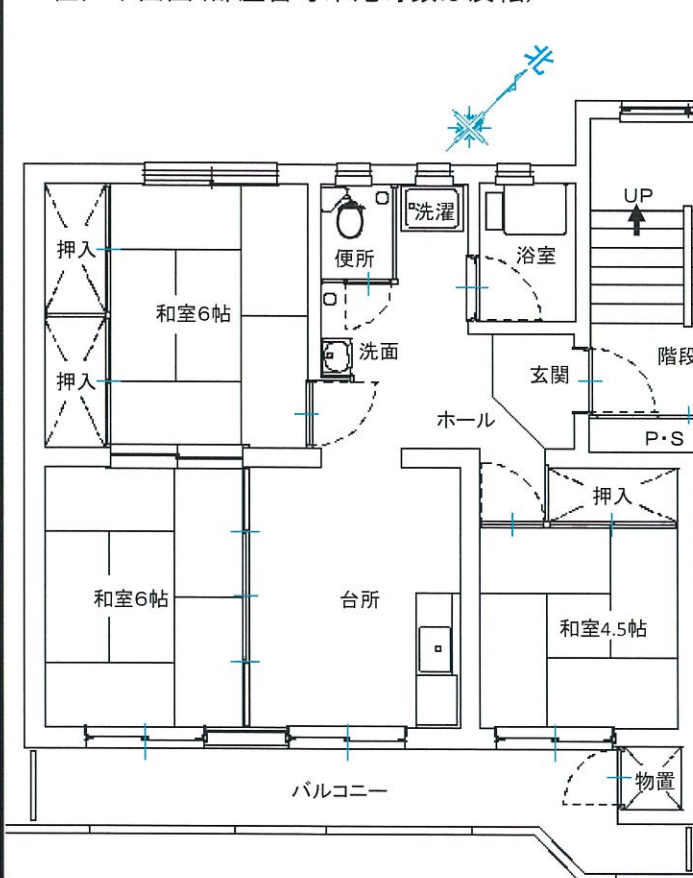 北
UP
押入
便所
洗濯
浴室
和室6帖
押入
洗面
玄関
階段
ホール
P・S
押入
和室6帖
台所
和室4.5帖
バルコニー
物置